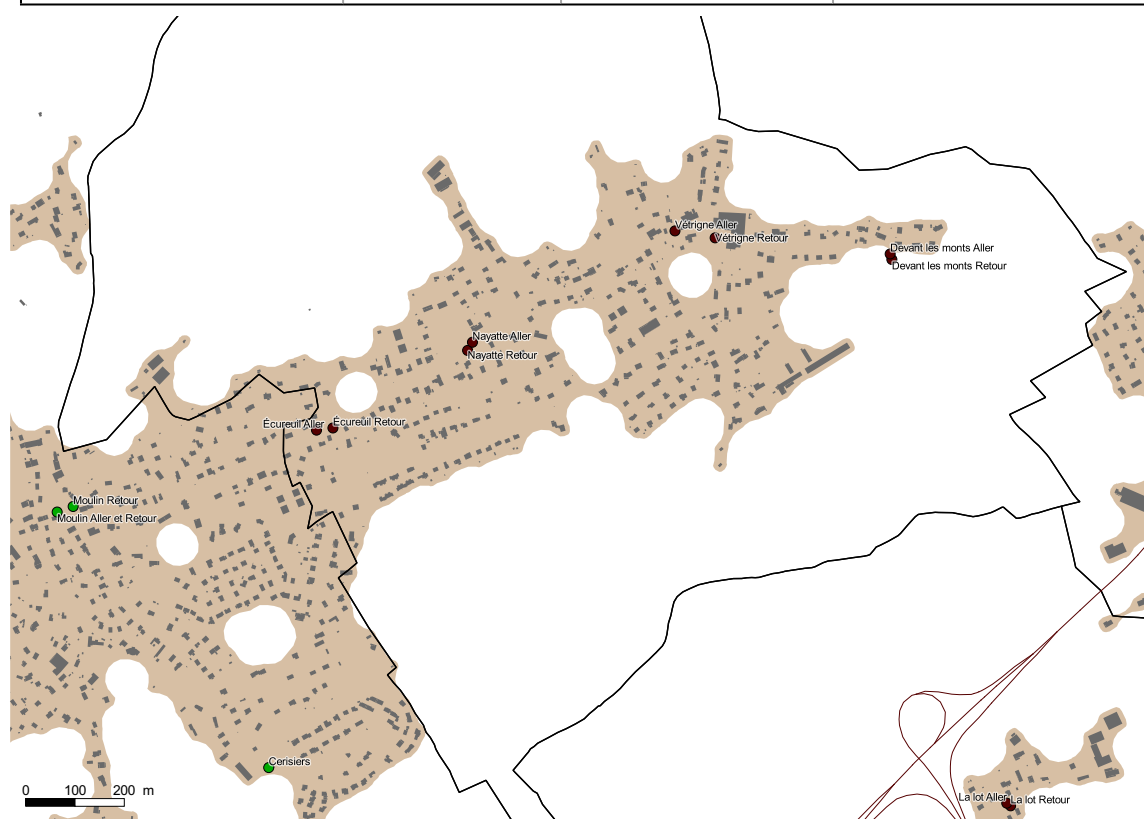 Vétrigne Aller
Vétrigne Retour
Devant les monts Aller
Devant les monts Retour
Nayatte Aller
Nayatte Retour
Écureuil Aller
Écureuil Retour
Moulin Retour
Moulin Aller et Retour
Cerisiers
0 100 200 m
La lot Aller
La lot Retour